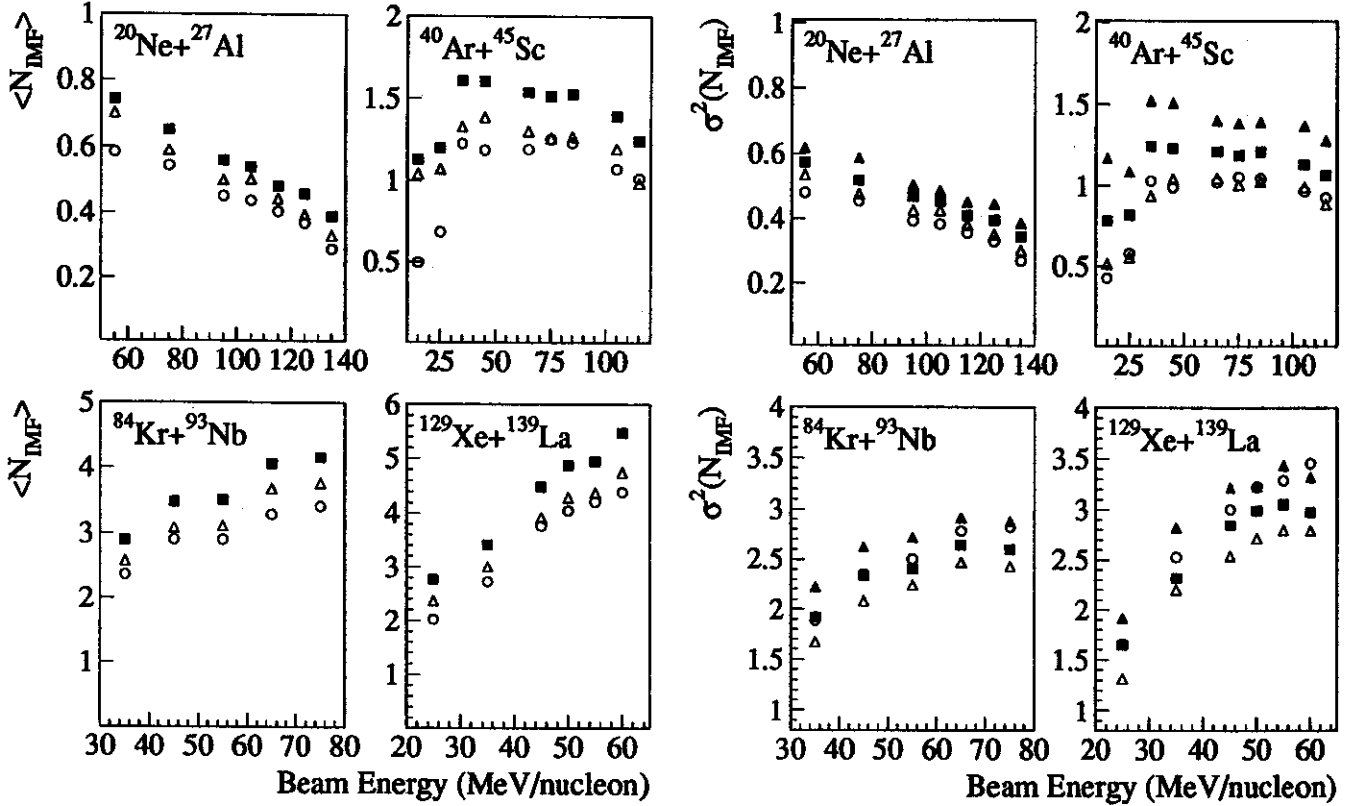 <N_IMF>
1
0.8
0.6
0.4
0.2
²⁰Ne+²⁷Al
60 80 100 120 140
2
1.5
1
0.5
⁴⁰Ar+⁴⁵Sc
25 50 75 100
σ²(N_IMF)
1
0.8
0.6
0.4
0.2
²⁰Ne+²⁷Al
60 80 100 120 140
2
1.5
1
0.5
⁴⁰Ar+⁴⁵Sc
25 50 75 100
<N_IMF>
5
4
3
2
1
⁸⁴Kr+⁹³Nb
30 40 50 60 70 80
6
5
4
3
2
1
¹²⁹Xe+¹³⁹La
20 30 40 50 60
Beam Energy (MeV/nucleon)
σ²(N_IMF)
4
3.5
3
2.5
2
1.5
1
⁸⁴Kr+⁹³Nb
30 40 50 60 70 80
4
3.5
3
2.5
2
1.5
1
¹²⁹Xe+¹³⁹La
20 30 40 50 60
Beam Energy (MeV/nucleon)